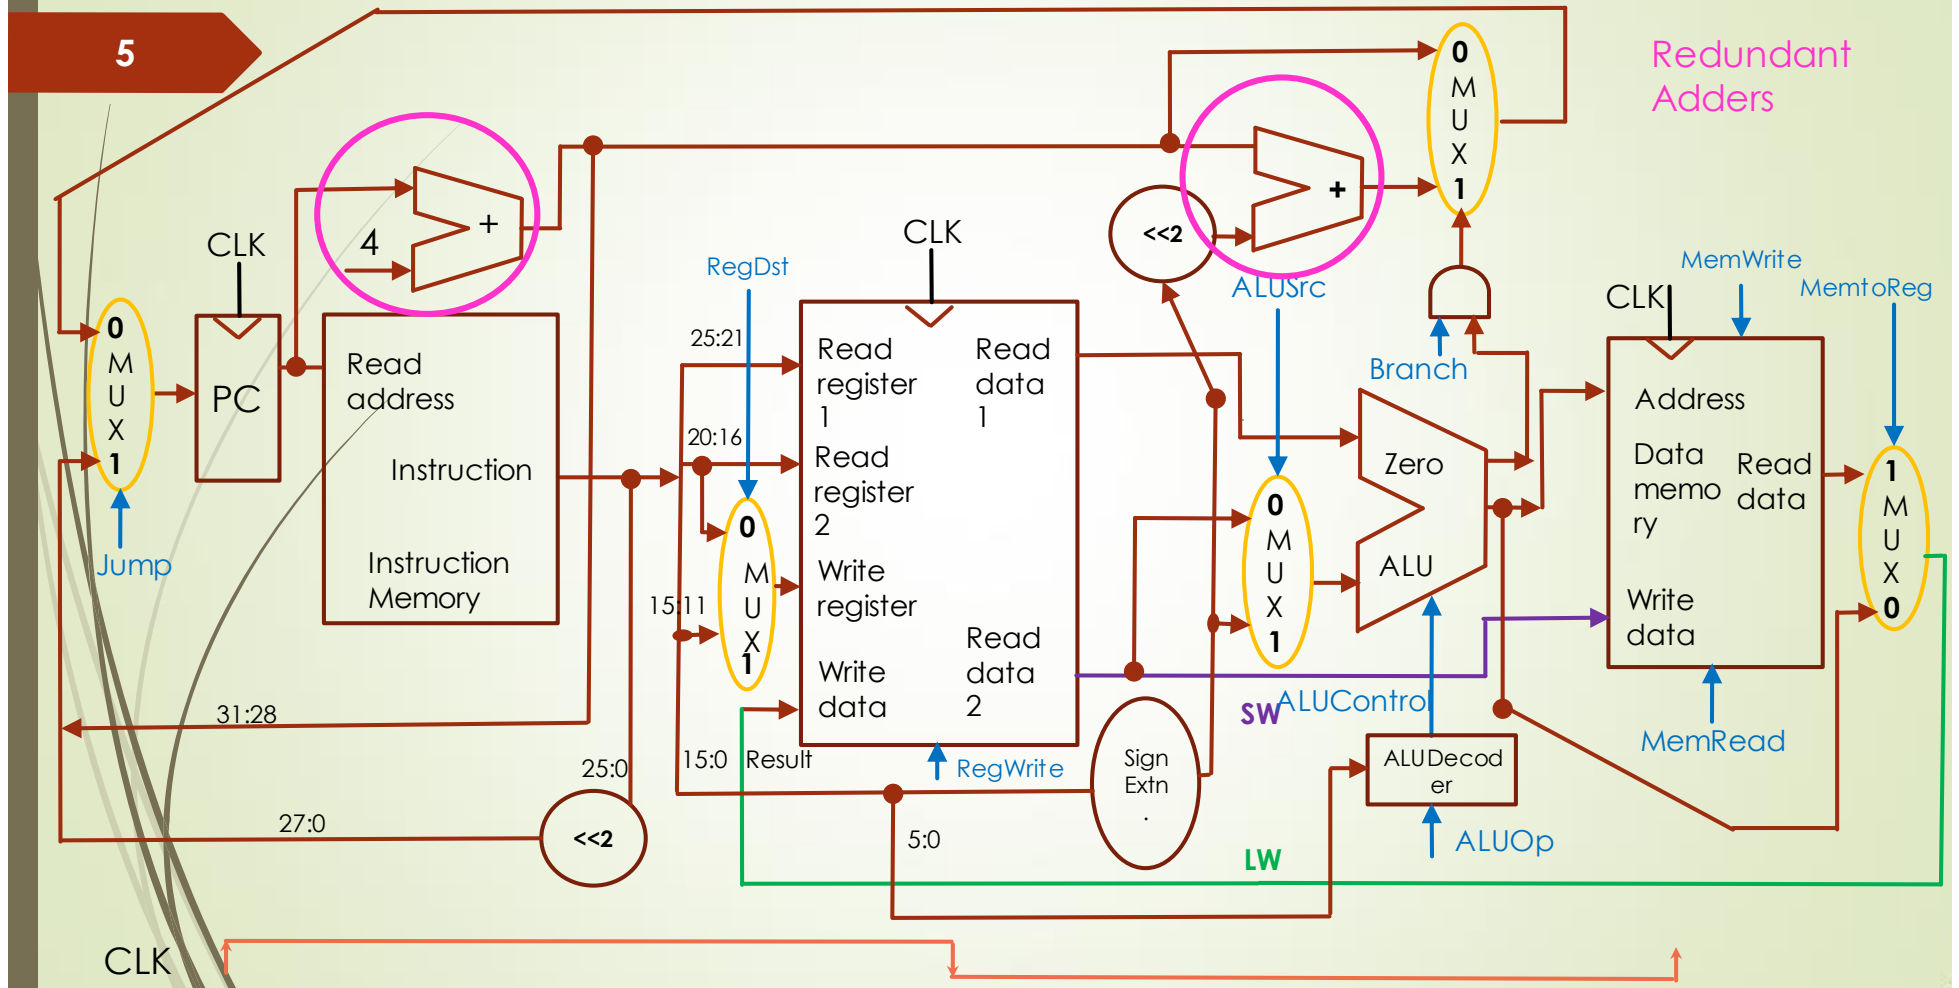 5
Redundant
Adders
0
M
U
X
1
+
<<2
4
+
CLK
CLK
RegDst
ALUSrc
MemWrite
MemtoReg
CLK
0
M
U
X
1
PC
Jump
Read
address
Instruction
Instruction
Memory
25:21
20:16
15:11
15:0
0
M
U
X
1
Read
register
1
Read
data
1
Read
register
2
Write
register
Write
data
Read
data
2
Result
RegWrite
Branch
0
M
U
X
1
Zero
ALU
ALUControl
SW
Address
Data
memo
ry
Read
data
Write
data
1
M
U
X
0
MemRead
31:28
25:0
27:0
<<2
Sign
Extn
.
ALUDecod
er
5:0
ALUOp
LW
CLK